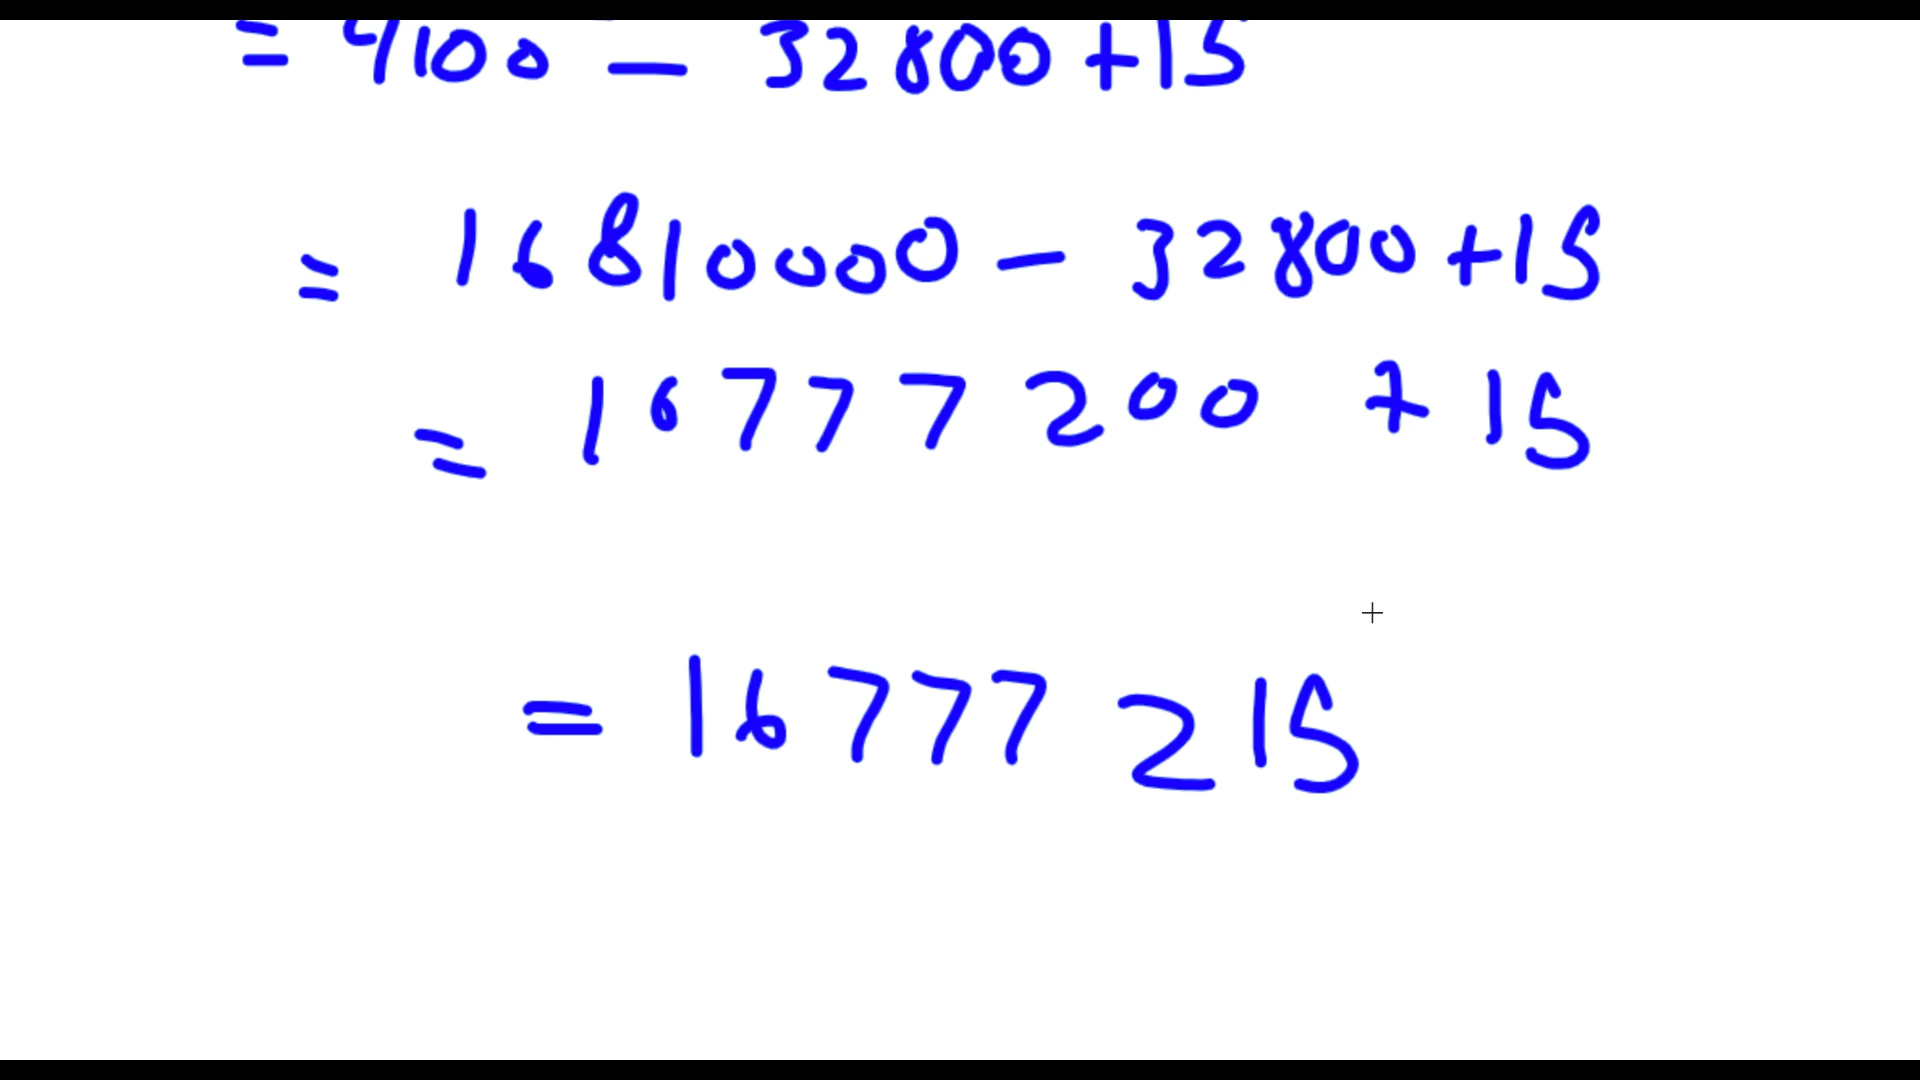 = 4100 - 32800 + 15
= 16810000 - 32800 + 15
= 16777200 + 15
= 16777215